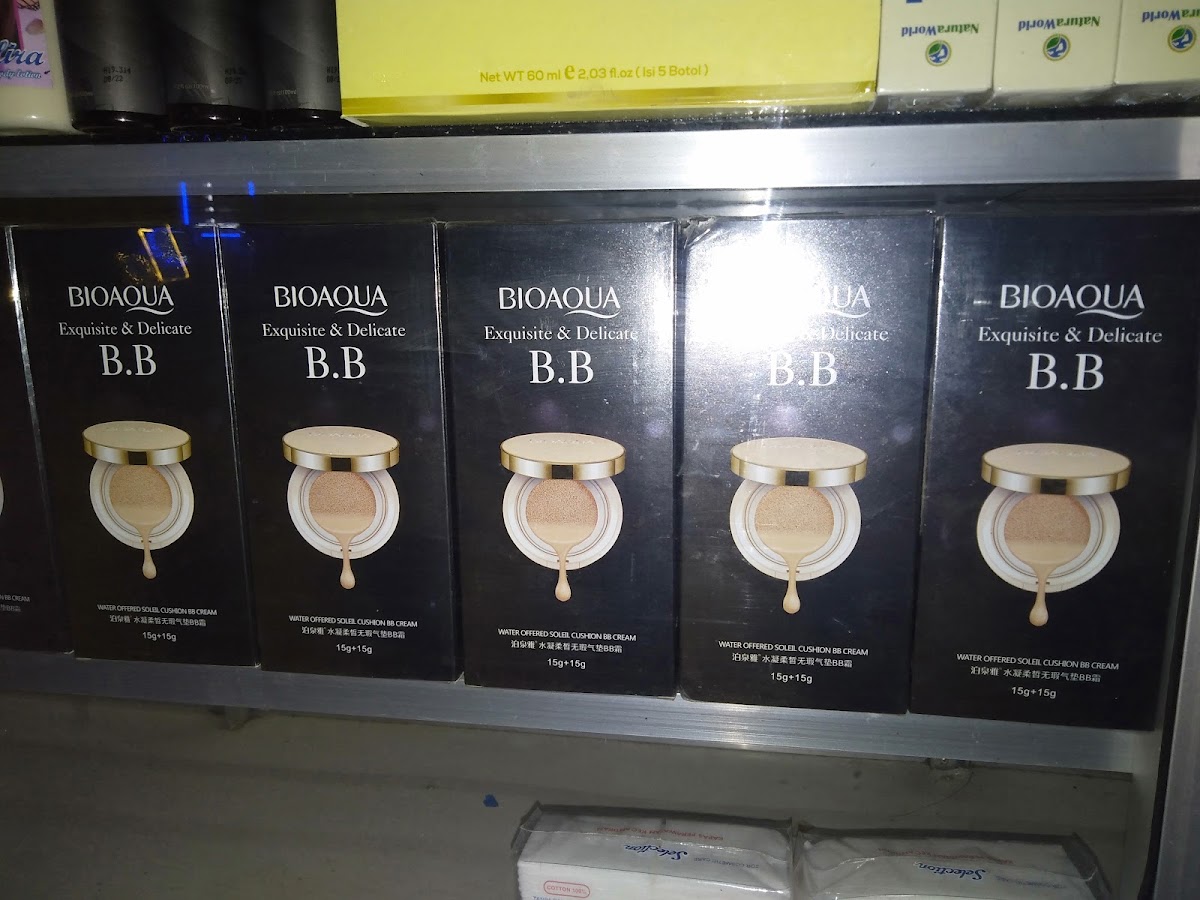 Net WT 60 ml e 2,03 fl.oz ( Isi 5 Botol )
NaturaWorld
NaturaWorld
NaturaWorld
BIOAQUA
Exquisite & Delicate
B.B
WATER OFFERED SOLEIL CUSHION BB CREAM
泊泉雅 水凝柔皙无瑕气垫BB霜
15g+15g
BIOAQUA
Exquisite & Delicate
B.B
WATER OFFERED SOLEIL CUSHION BB CREAM
泊泉雅 水凝柔皙无瑕气垫BB霜
15g+15g
BIOAQUA
Exquisite & Delicate
B.B
WATER OFFERED SOLEIL CUSHION BB CREAM
泊泉雅 水凝柔皙无瑕气垫BB霜
15g+15g
QUA
& Delicate
B.B
WATER OFFERED SOLEIL CUSHION BB CREAM
泊泉雅 水凝柔皙无瑕气垫BB霜
15g+15g
BIOAQUA
Exquisite & Delicate
B.B
WATER OFFERED SOLEIL CUSHION BB CREAM
泊泉雅 水凝柔皙无瑕气垫BB霜
15g+15g
BB CREAM
Selection
COTTON 100%
Selection